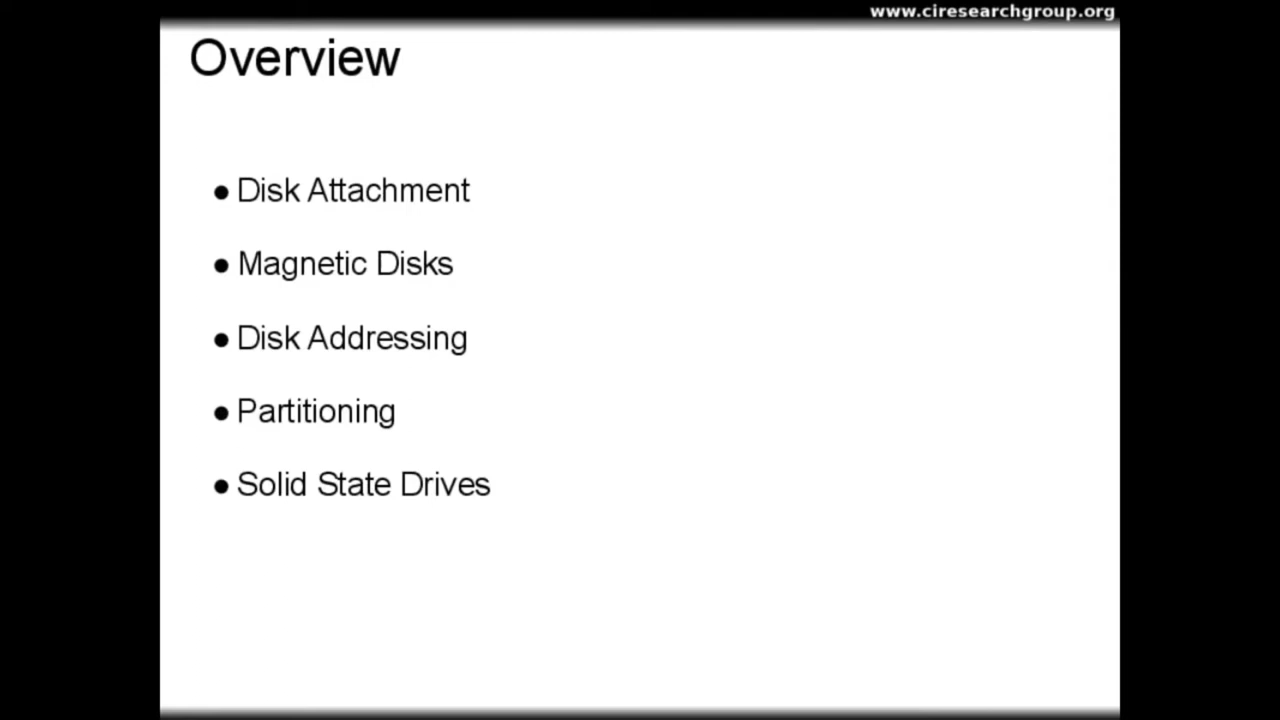 www.ciresearchgroup.org
Overview
● Disk Attachment
● Magnetic Disks
● Disk Addressing
● Partitioning
● Solid State Drives